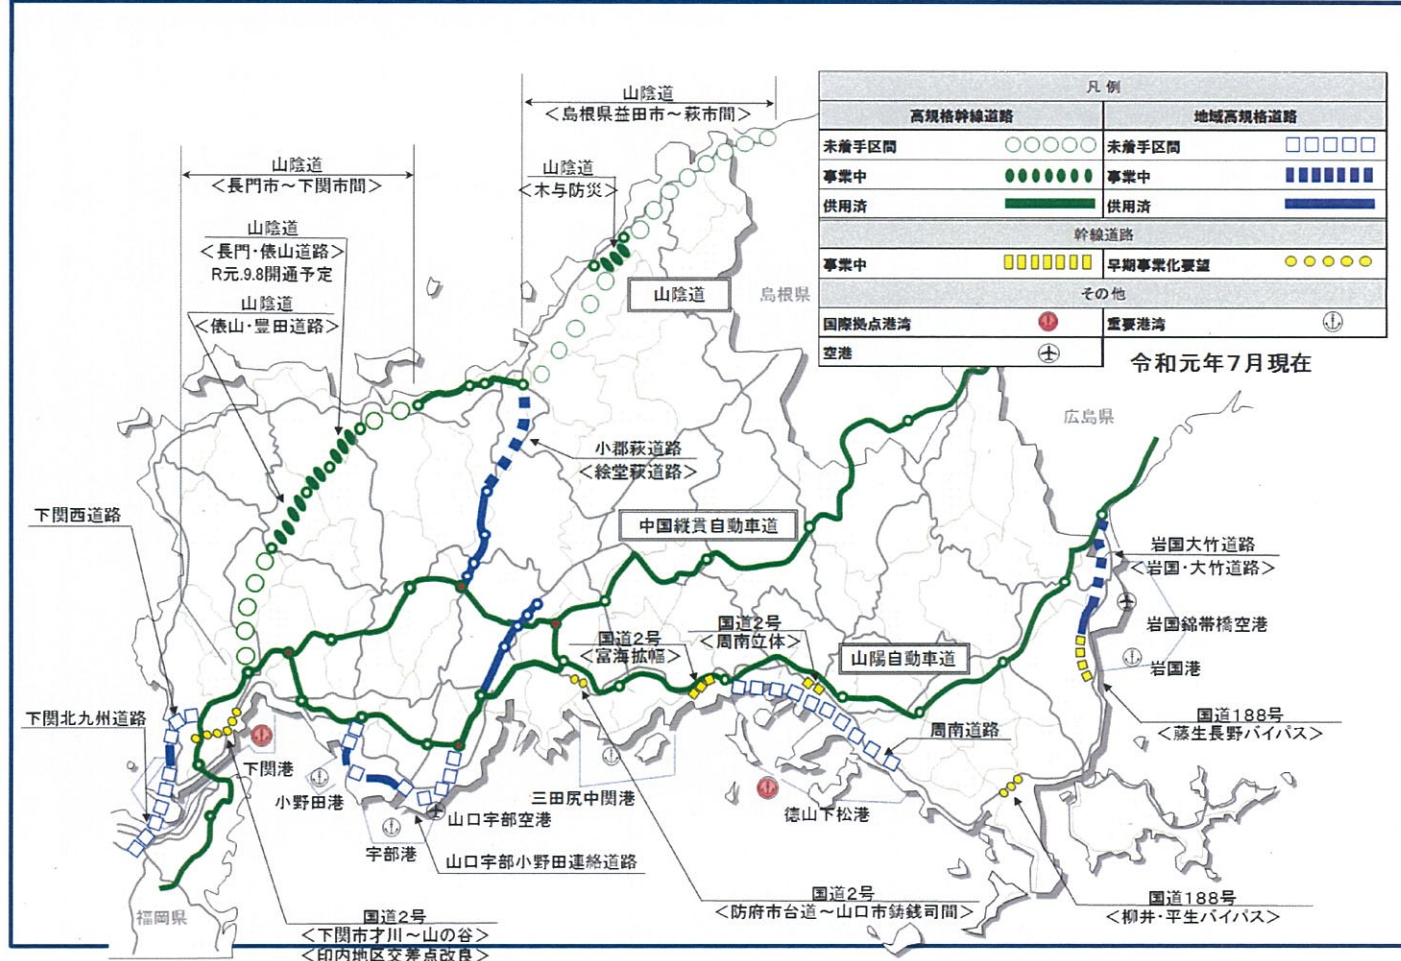 山陰道
<島根県益田市～萩市間>
山陰道
<長門市～下関市間>
山陰道
<木与防災>
山陰道
<長門・俵山道路>
R元.9.8開通予定
山陰道
<俵山・豊田道路>
凡例
高規格幹線道路
地域高規格道路
未着手区間
未着手区間
事業中
事業中
供用済
供用済
幹線道路
事業中
早期事業化要望
その他
国際拠点港湾
重要港湾
空港
令和元年7月現在
山陰道
島根県
広島県
小郡萩道路
<絵堂萩道路>
下関西道路
中国縦貫自動車道
岩国大竹道路
<岩国・大竹道路>
岩国錦帯橋空港
岩国港
国道2号
<富海拡幅>
国道2号
<周南立体>
山陽自動車道
下関北九州道路
国道188号
<藤生長野バイパス>
周南道路
下関港
小野田港
三田尻中関港
徳山下松港
山口宇部空港
宇部港
山口宇部小野田連絡道路
国道2号
<防府市台道～山口市鋳銭司間>
国道188号
<柳井・平生バイパス>
福岡県
国道2号
<下関市才川～山の谷>
<印内地区交差点改良>